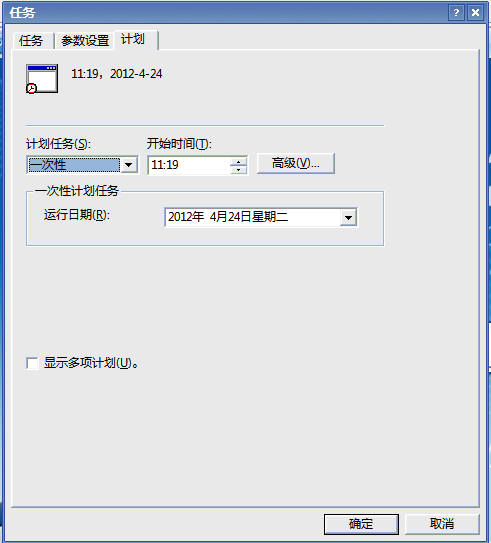 任务
任务 参数设置 计划
11:19，2012-4-24
计划任务(S): 开始时间(T):
一次性 11:19 高级(V)...
一次性计划任务
运行日期(R): 2012年 4月24日星期二
显示多项计划(U)。
确定 取消